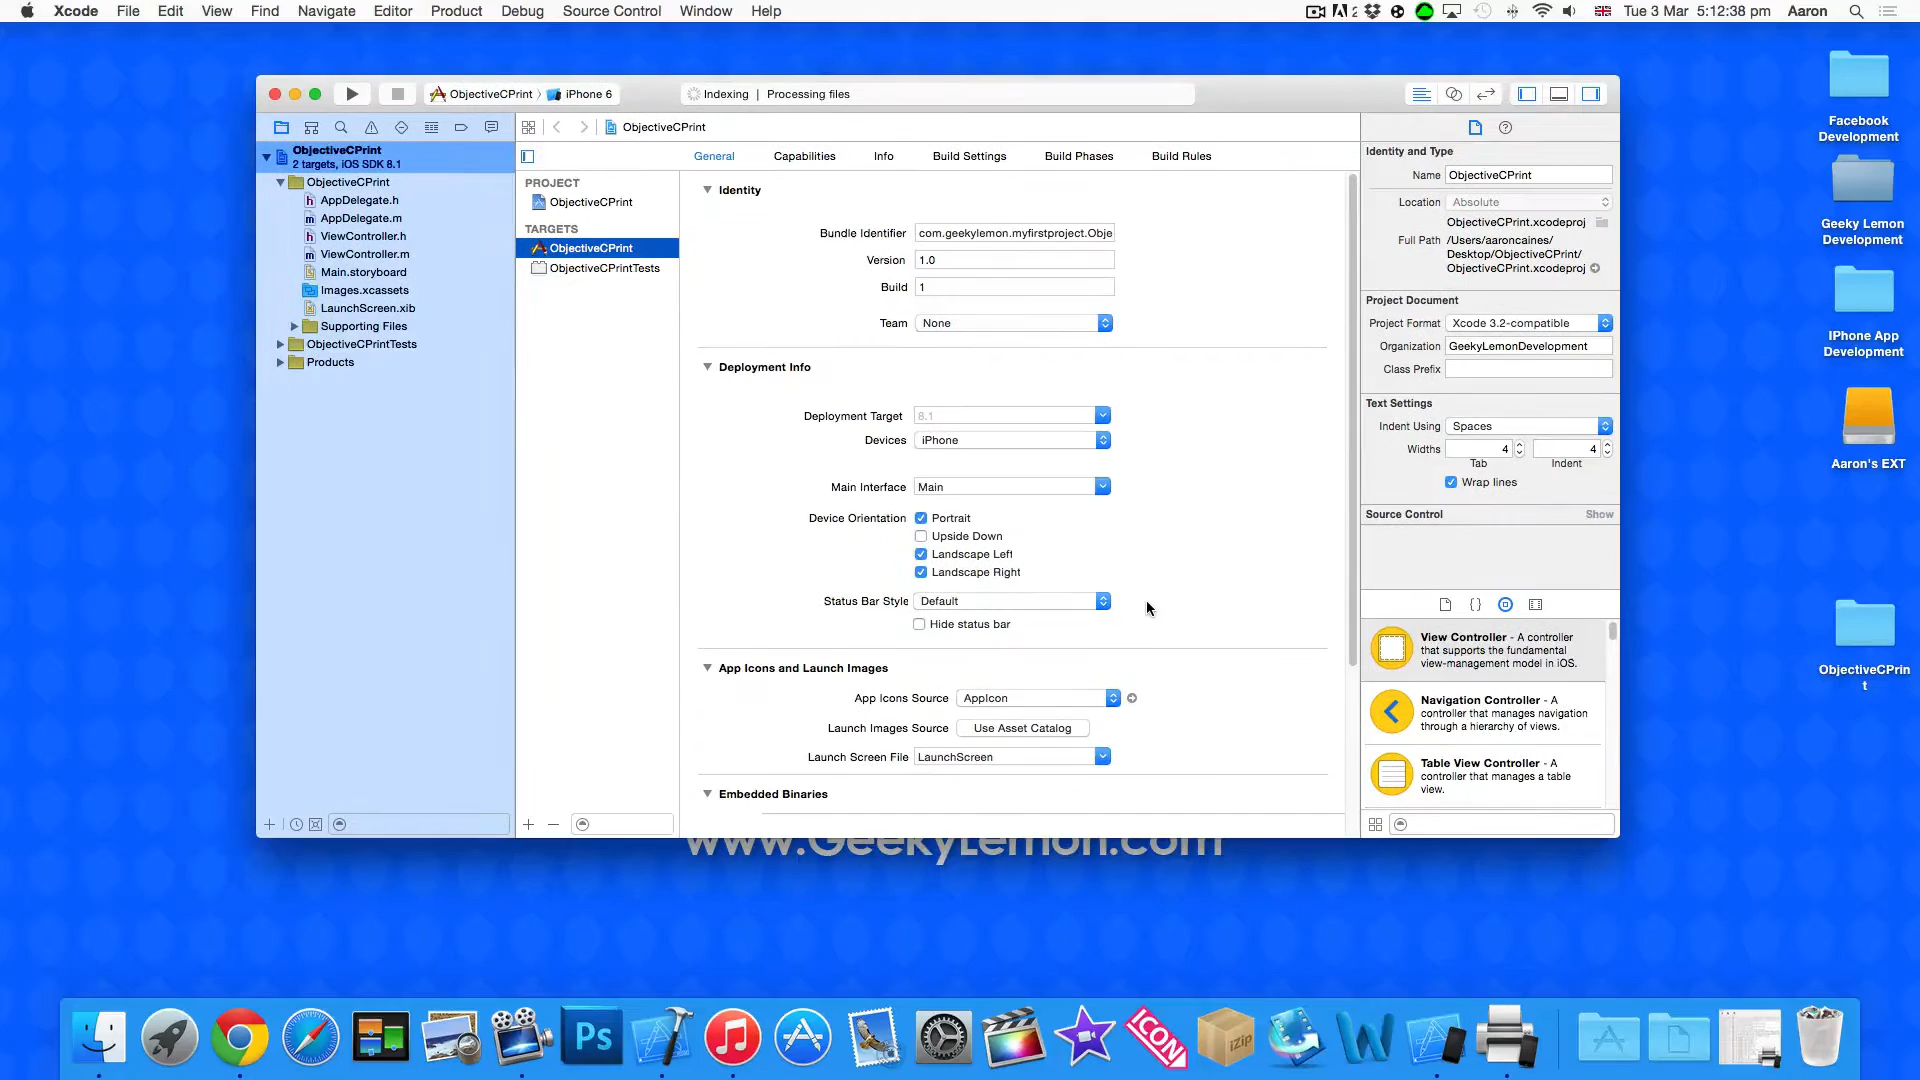 Xcode File Edit View Find Navigate Editor Product Debug Source Control Window Help
2 Tue 3 Mar 5:12:38 pm Aaron
ObjectiveCPrint iPhone 6
Indexing | Processing files
ObjectiveCPrint
2 targets, iOS SDK 8.1
ObjectiveCPrint
AppDelegate.h
AppDelegate.m
ViewController.h
ViewController.m
Main.storyboard
Images.xcassets
LaunchScreen.xib
Supporting Files
ObjectiveCPrintTests
Products
ObjectiveCPrint
General Capabilities Info Build Settings Build Phases Build Rules
PROJECT
ObjectiveCPrint
TARGETS
ObjectiveCPrint
ObjectiveCPrintTests
Identity
Bundle Identifier com.geekylemon.myfirstproject.Obje
Version 1.0
Build 1
Team None
Deployment Info
Deployment Target 8.1
Devices iPhone
Main Interface Main
Device Orientation Portrait
Upside Down
Landscape Left
Landscape Right
Status Bar Style Default
Hide status bar
App Icons and Launch Images
App Icons Source AppIcon
Launch Images Source Use Asset Catalog
Launch Screen File LaunchScreen
Embedded Binaries
Identity and Type
Name ObjectiveCPrint
Location Absolute
ObjectiveCPrint.xcodeproj
Full Path /Users/aaroncaines/
Desktop/ObjectiveCPrint/
ObjectiveCPrint.xcodeproj
Project Document
Project Format Xcode 3.2-compatible
Organization GeekyLemonDevelopment
Class Prefix
Text Settings
Indent Using Spaces
Widths 4 4
Tab Indent
Wrap lines
Source Control Show
{ }
View Controller - A controller
that supports the fundamental
view-management model in iOS.
Navigation Controller - A
controller that manages navigation
through a hierarchy of views.
Table View Controller - A
controller that manages a table
view.
www.GeekyLemon.com
Facebook
Development
Geeky Lemon
Development
IPhone App
Development
Aaron's EXT
ObjectiveCPrin
t
Ps
ICON
iZip
W